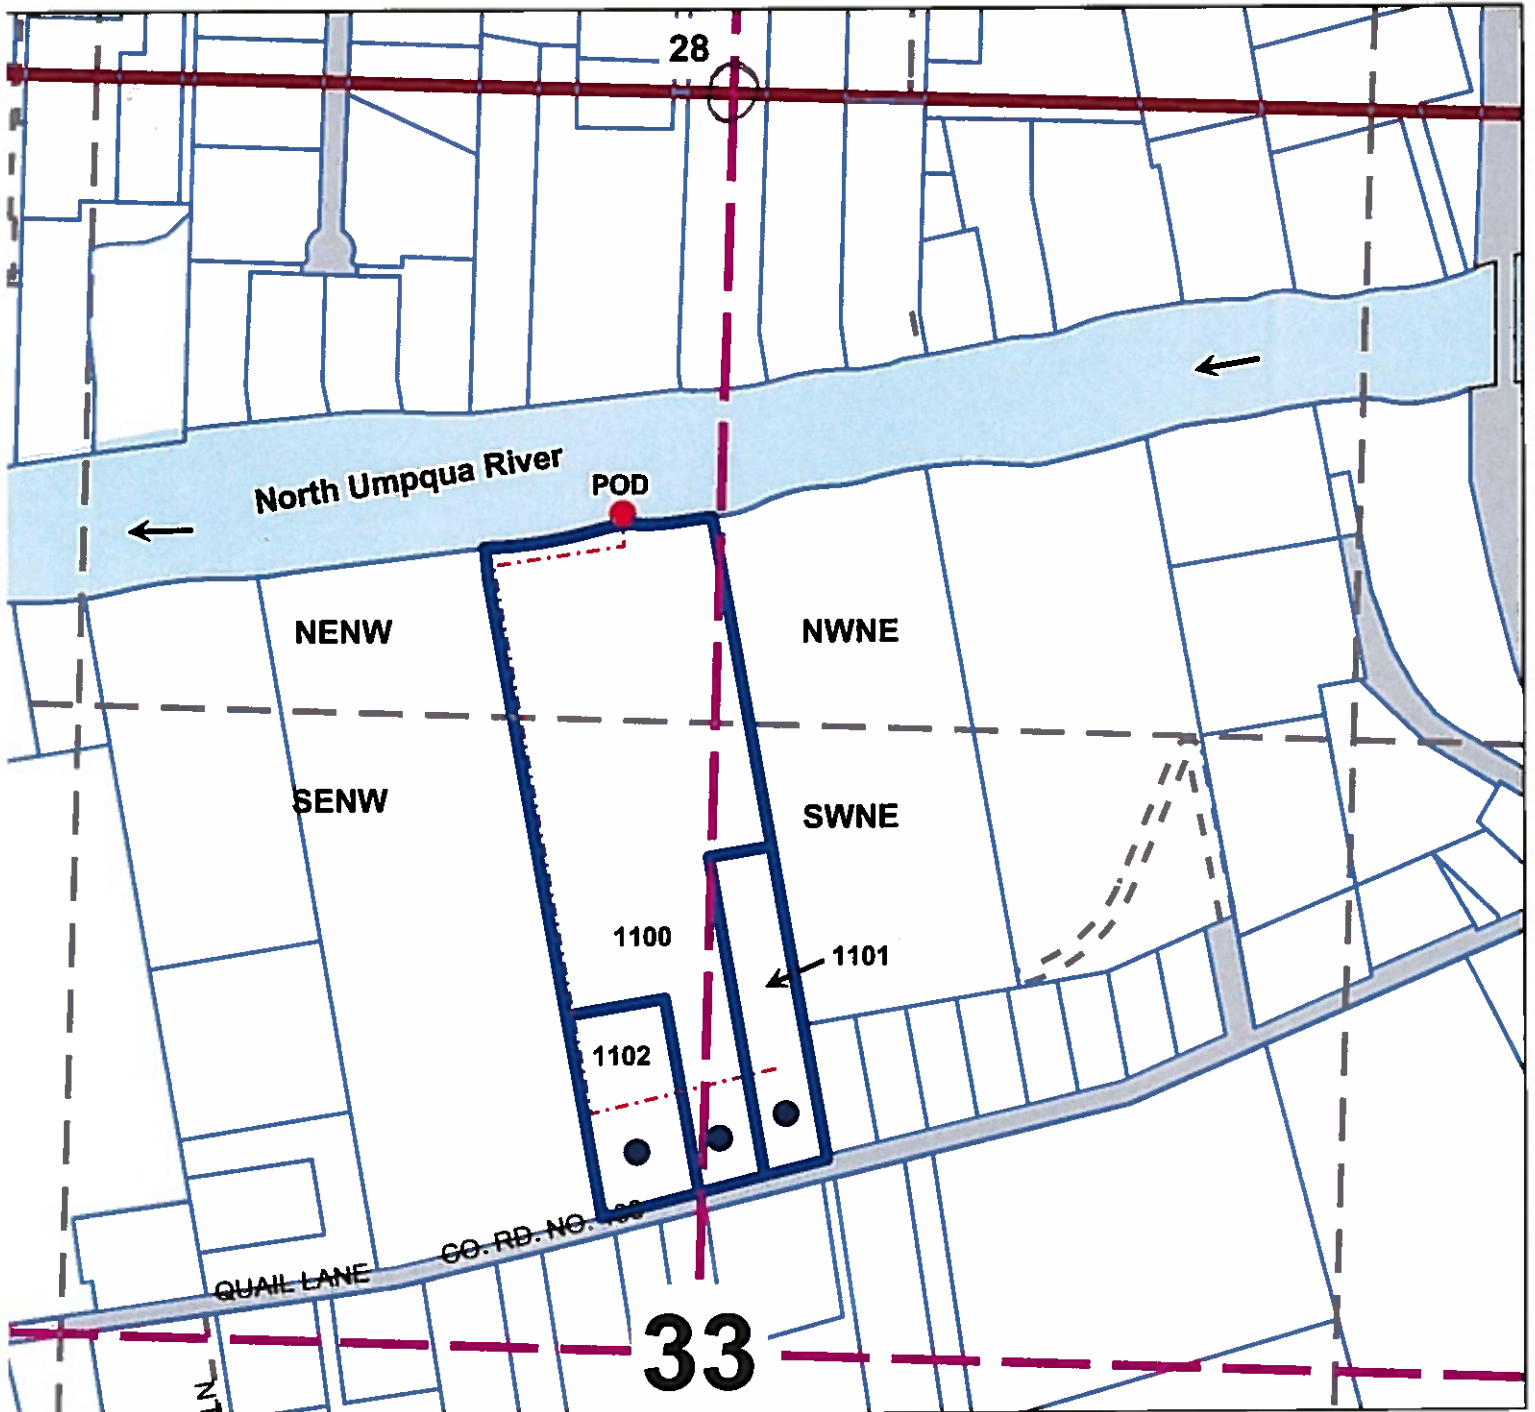 28
North Umpqua River
POD
NENW
NWNE
SENW
SWNE
1100
1101
1102
CO. RD. NO.
QUAIL LANE
33